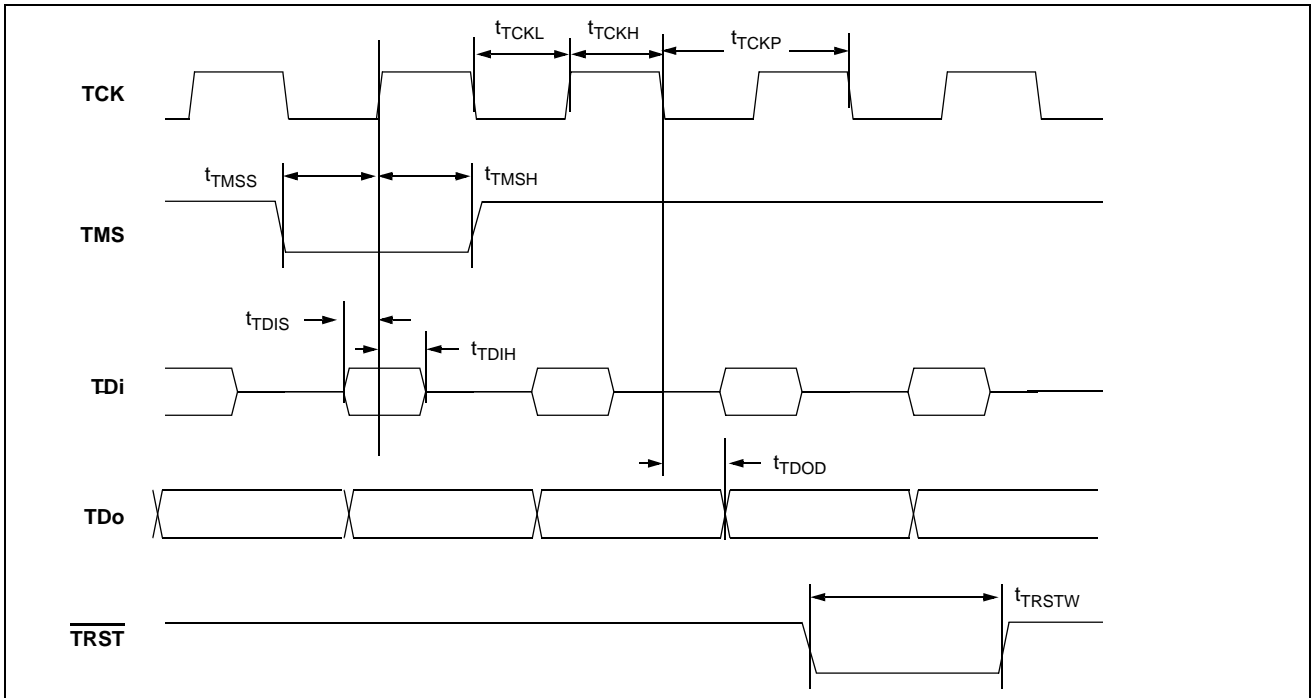 tTCKL tTCKH tTCKP
TCK
tTMSS tTMSH
TMS
tTDIS
tTDIH
TDi
tTDOD
TDo
tTRSTW
TRST